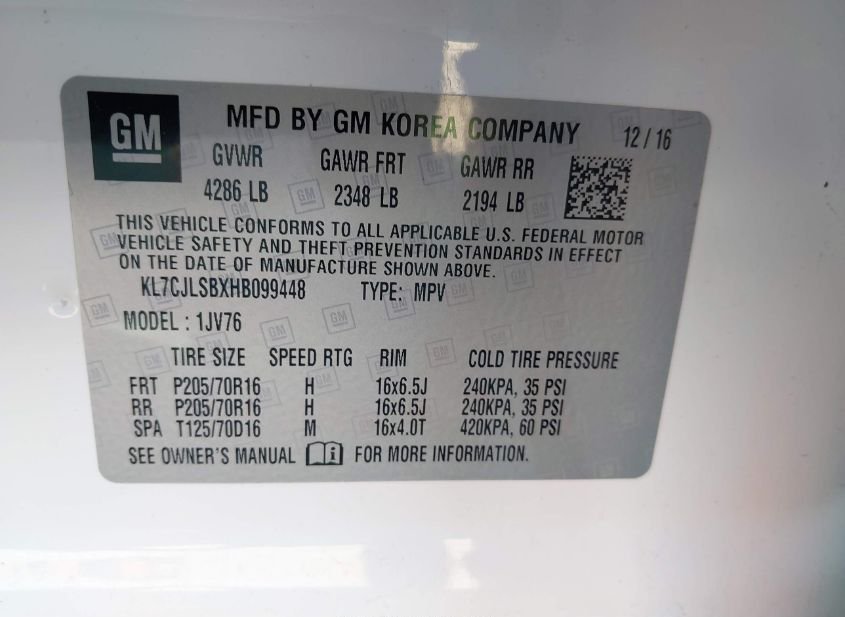 GM MFD BY GM KOREA COMPANY 12/16
GVWR GAWR FRT GAWR RR
4286 LB 2348 LB 2194 LB
THIS VEHICLE CONFORMS TO ALL APPLICABLE U.S. FEDERAL MOTOR
VEHICLE SAFETY AND THEFT PREVENTION STANDARDS IN EFFECT
ON THE DATE OF MANUFACTURE SHOWN ABOVE.
KL7CJLSBXHB099448 TYPE: MPV
MODEL : 1JV76
TIRE SIZE SPEED RTG RIM COLD TIRE PRESSURE
FRT P205/70R16 H 16x6.5J 240KPA, 35 PSI
RR P205/70R16 H 16x6.5J 240KPA, 35 PSI
SPA T125/70D16 M 16x4.0T 420KPA, 60 PSI
SEE OWNER'S MANUAL i FOR MORE INFORMATION.